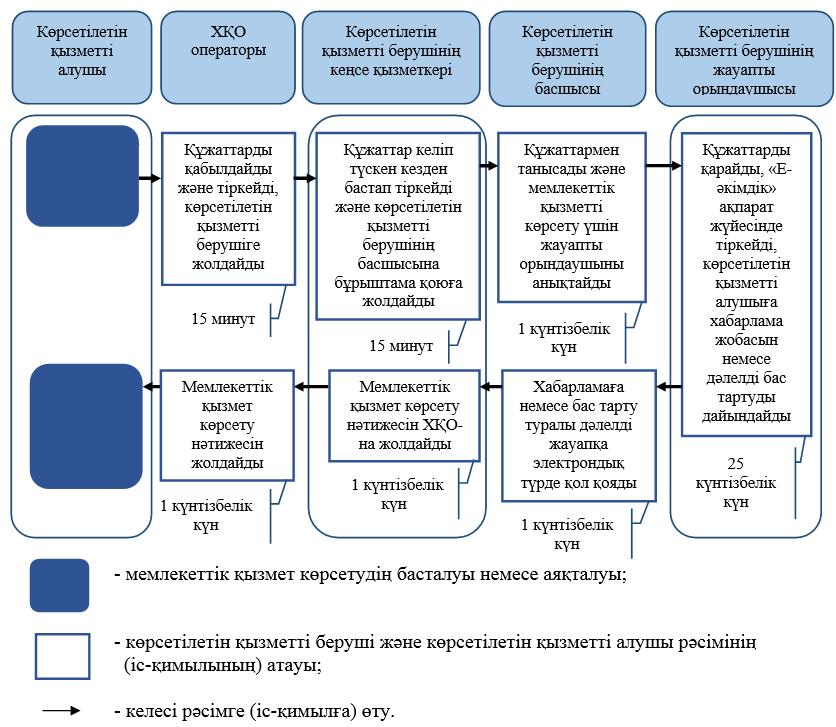 Көрсетілетін
қызметті
алушы
ХҚО
операторы
Көрсетілетін
қызметті берушінің
кеңсе қызметкері
Көрсетілетін
қызметті
берушінің
басшысы
Көрсетілетін
қызметті берушінің
жауапты
орындаушысы
Құжаттарды
қабылдайды
және тіркейді,
көрсетілетін
қызметті
берушіге
жолдайды
15 минут
Құжаттар келіп
түскен кезден
бастап тіркейді
және көрсетілетін
қызметті
берушінің
басшысына
бұрыштама қоюға
жолдайды
15 минут
Құжаттармен
танысады және
мемлекеттік
қызметті
көрсету үшін
жауапты
орындаушыны
анықтайды
1 күнтізбелік
күн
Құжаттарды
қарайды, «Е-
әкімдік»
ақпарат
жүйесінде
тіркейді,
көрсетілетін
қызметті
алушыға
хабарлама
жобасын
немесе
дәлелді бас
тартуды
дайындайды
25
күнтізбелік
күн
Мемлекеттік
қызмет
көрсету
нәтижесін
жолдайды
1 күнтізбелік
күн
Мемлекеттік
қызмет көрсету
нәтижесін ХҚО-
на жолдайды
1 күнтізбелік
күн
Хабарламаға
немесе бас тарту
туралы дәлелді
жауапқа
электрондық
түрде қол қояды
1 күнтізбелік
күн
- мемлекеттік қызмет көрсетудің басталуы немесе аяқталуы;
- көрсетілетін қызметті беруші және көрсетілетін қызметті алушы рәсімінің
(іс-қимылының) атауы;
- келесі рәсімге (іс-қимылға) өту.